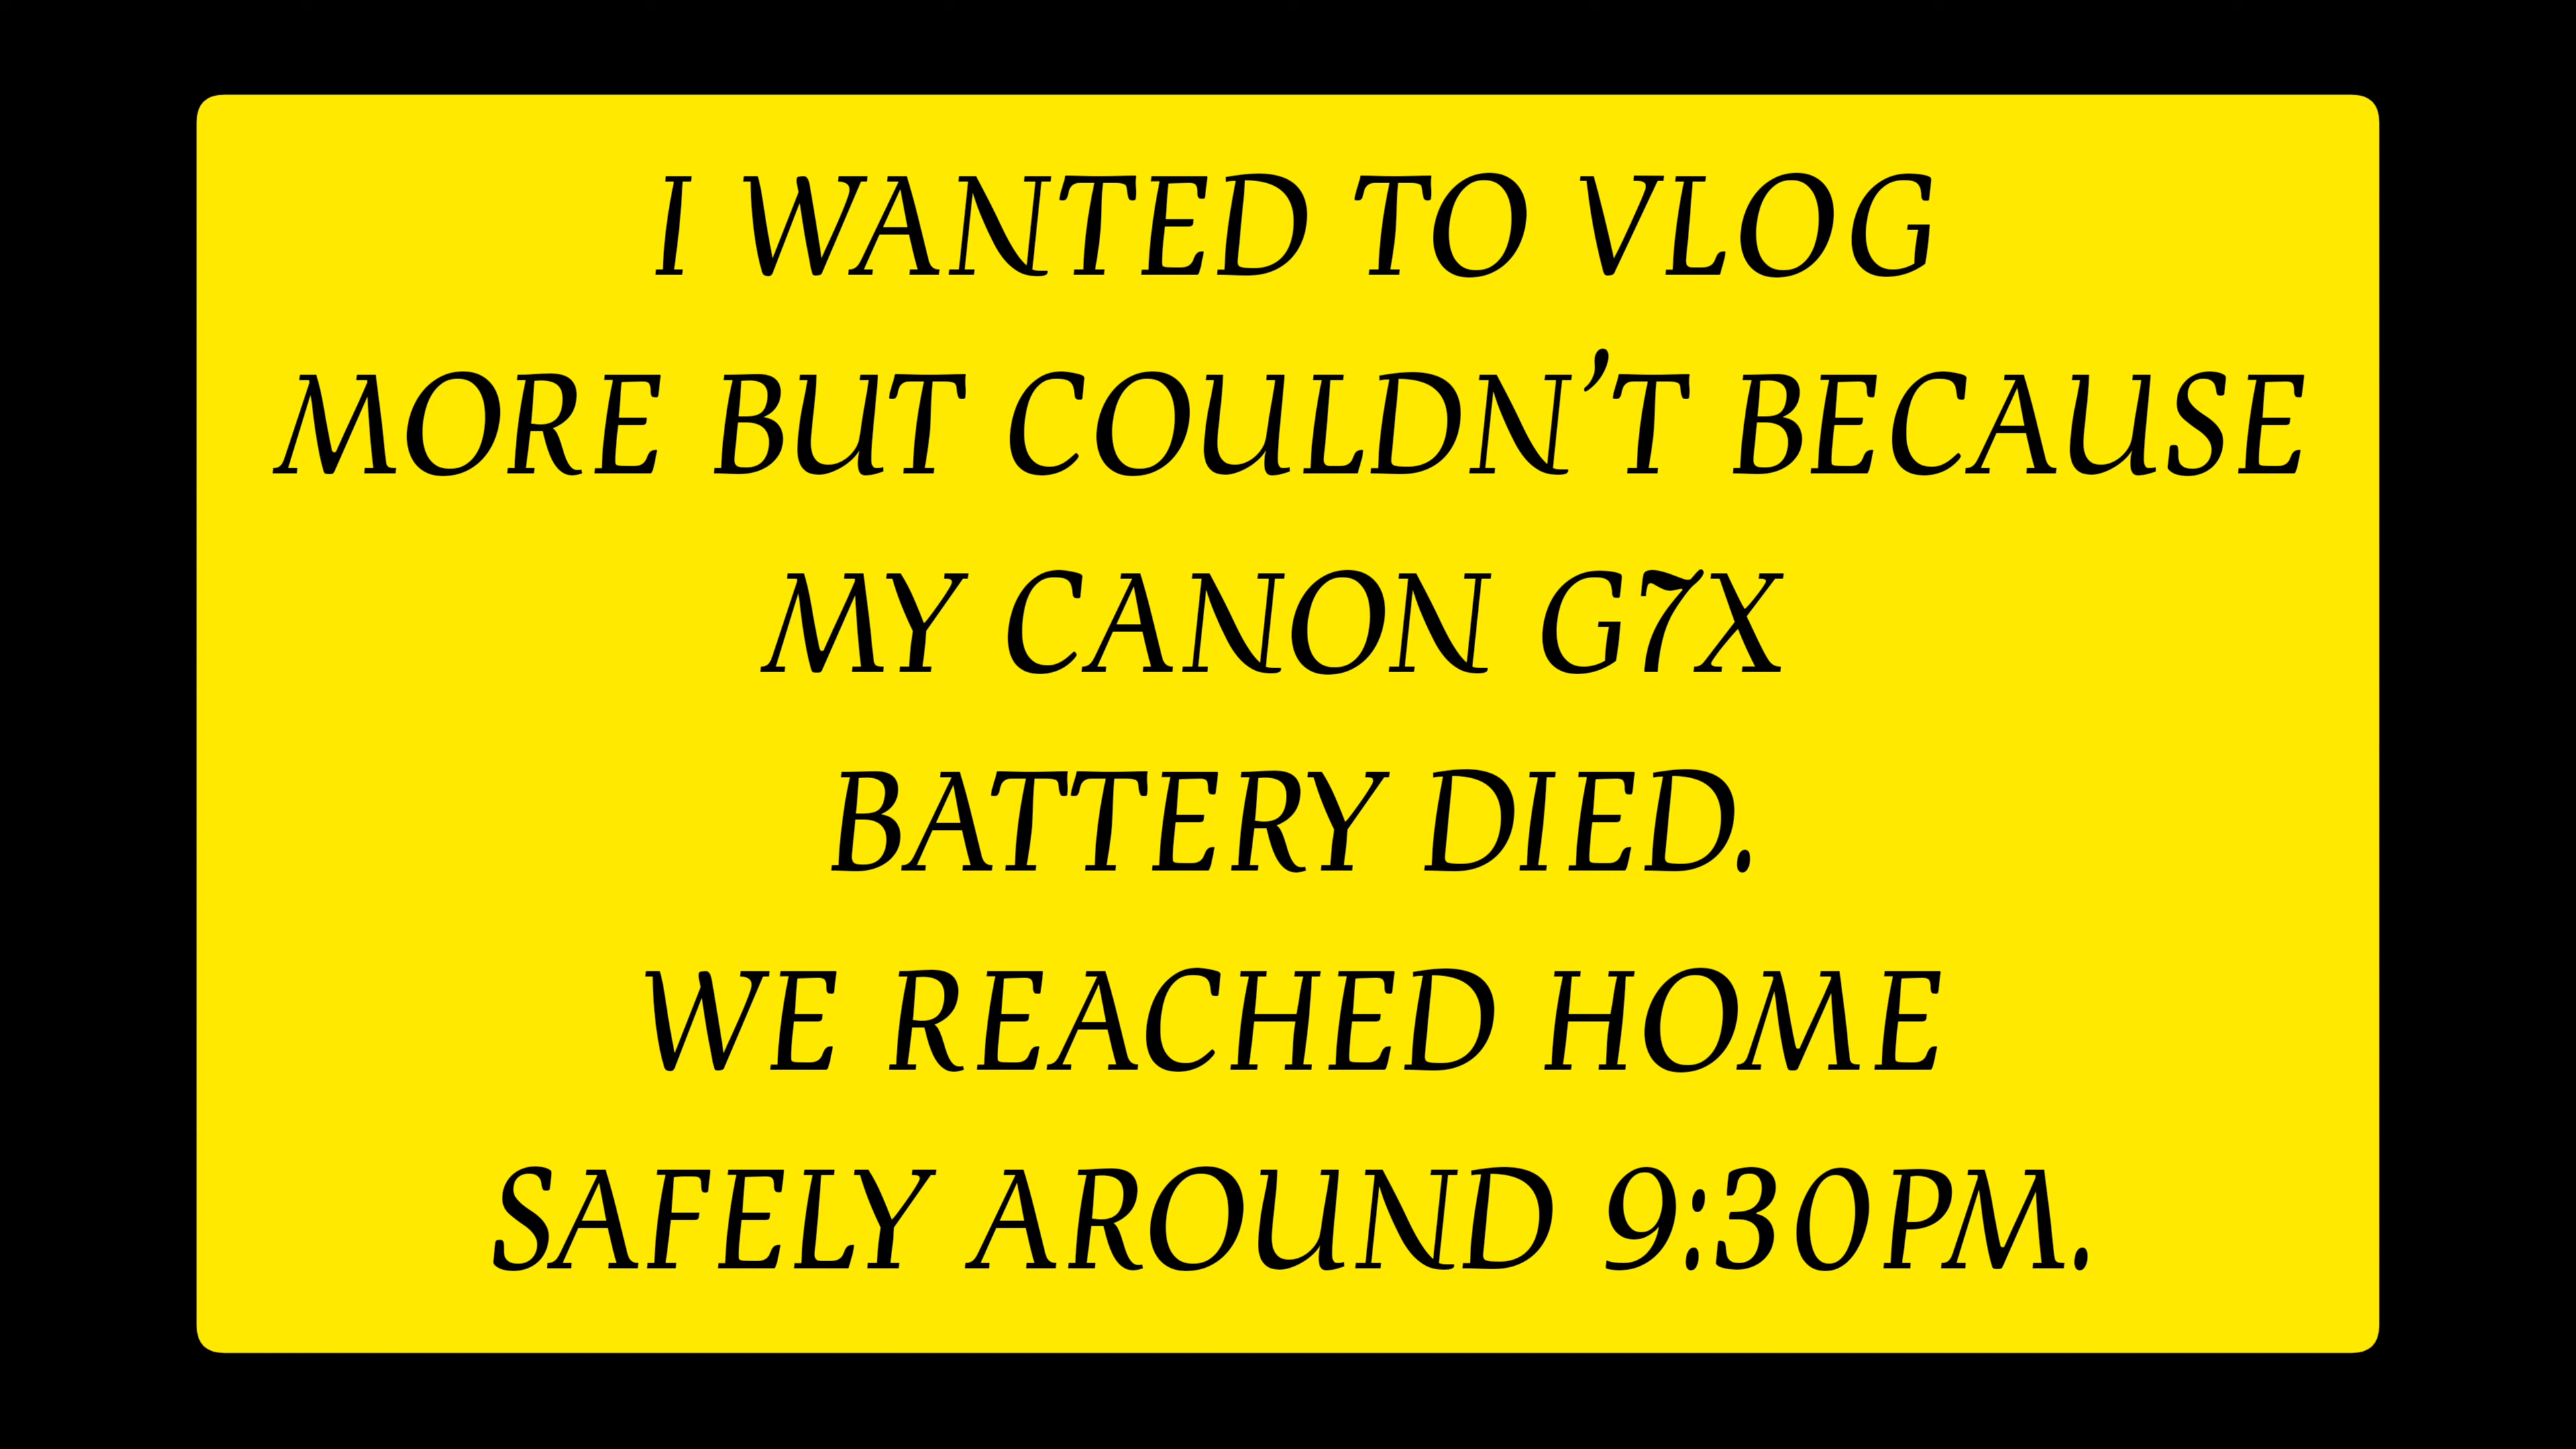 I WANTED TO VLOG
MORE BUT COULDN’T BECAUSE
MY CANON G7X
BATTERY DIED.
WE REACHED HOME
SAFELY AROUND 9:30PM.